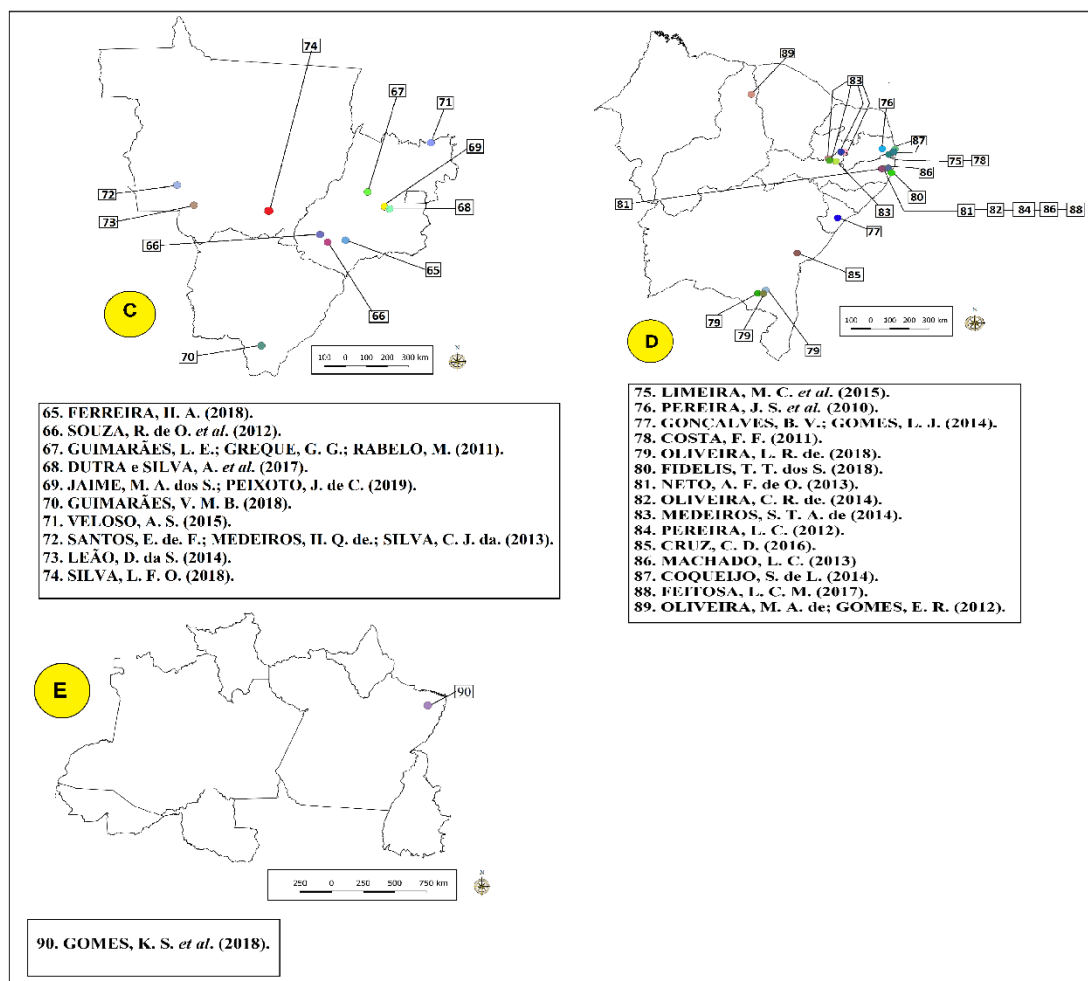 74
67
71
69
72
73
68
66
65
66
C
70
N
100 0 100 200 300 km
65. FERREIRA, H. A. (2018).
66. SOUZA, R. de O. et al. (2012).
67. GUIMARÃES, L. E.; GREQUE, G. G.; RABELO, M. (2011).
68. DUTRA e SILVA, A. et al. (2017).
69. JAIME, M. A. dos S.; PEIXOTO, J. de C. (2019).
70. GUIMARÃES, V. M. B. (2018).
71. VELOSO, A. S. (2015).
72. SANTOS, E. de. F.; MEDEIROS, H. Q. de.; SILVA, C. J. da. (2013).
73. LEÃO, D. da S. (2014).
74. SILVA, L. F. O. (2018).
89
83
76
87
75 78
86
80
81
83
81 82 84 86 88
77
85
79
79
79
D
100 0 100 200 300 km
N
75. LIMEIRA, M. C. et al. (2015).
76. PEREIRA, J. S. et al. (2010).
77. GONÇALVES, B. V.; GOMES, L. J. (2014).
78. COSTA, F. F. (2011).
79. OLIVEIRA, L. R. de. (2018).
80. FIDELIS, T. T. dos S. (2018).
81. NETO, A. F. de O. (2013).
82. OLIVEIRA, C. R. de. (2014).
83. MEDEIROS, S. T. A. de (2014).
84. PEREIRA, L. C. (2012).
85. CRUZ, C. D. (2016).
86. MACHADO, L. C. (2013)
87. COQUEIJO, S. de L. (2014).
88. FEITOSA, L. C. M. (2017).
89. OLIVEIRA, M. A. de; GOMES, E. R. (2012).
E
90
250 0 250 500 750 km
N
90. GOMES, K. S. et al. (2018).